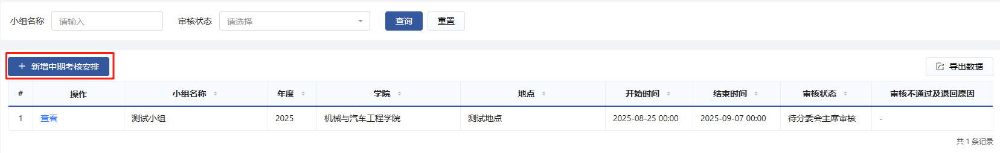 小组名称 请输入 审核状态 请选择 查询 重置
+ 新增中期考核安排 导出数据
# 操作 小组名称 年度 学院 地点 开始时间 结束时间 审核状态 审核不通过及退回原因
1 查看 测试小组 2025 机械与汽车工程学院 测试地点 2025-08-25 00:00 2025-09-07 00:00 待分委会主席审核 -
共 1 条记录